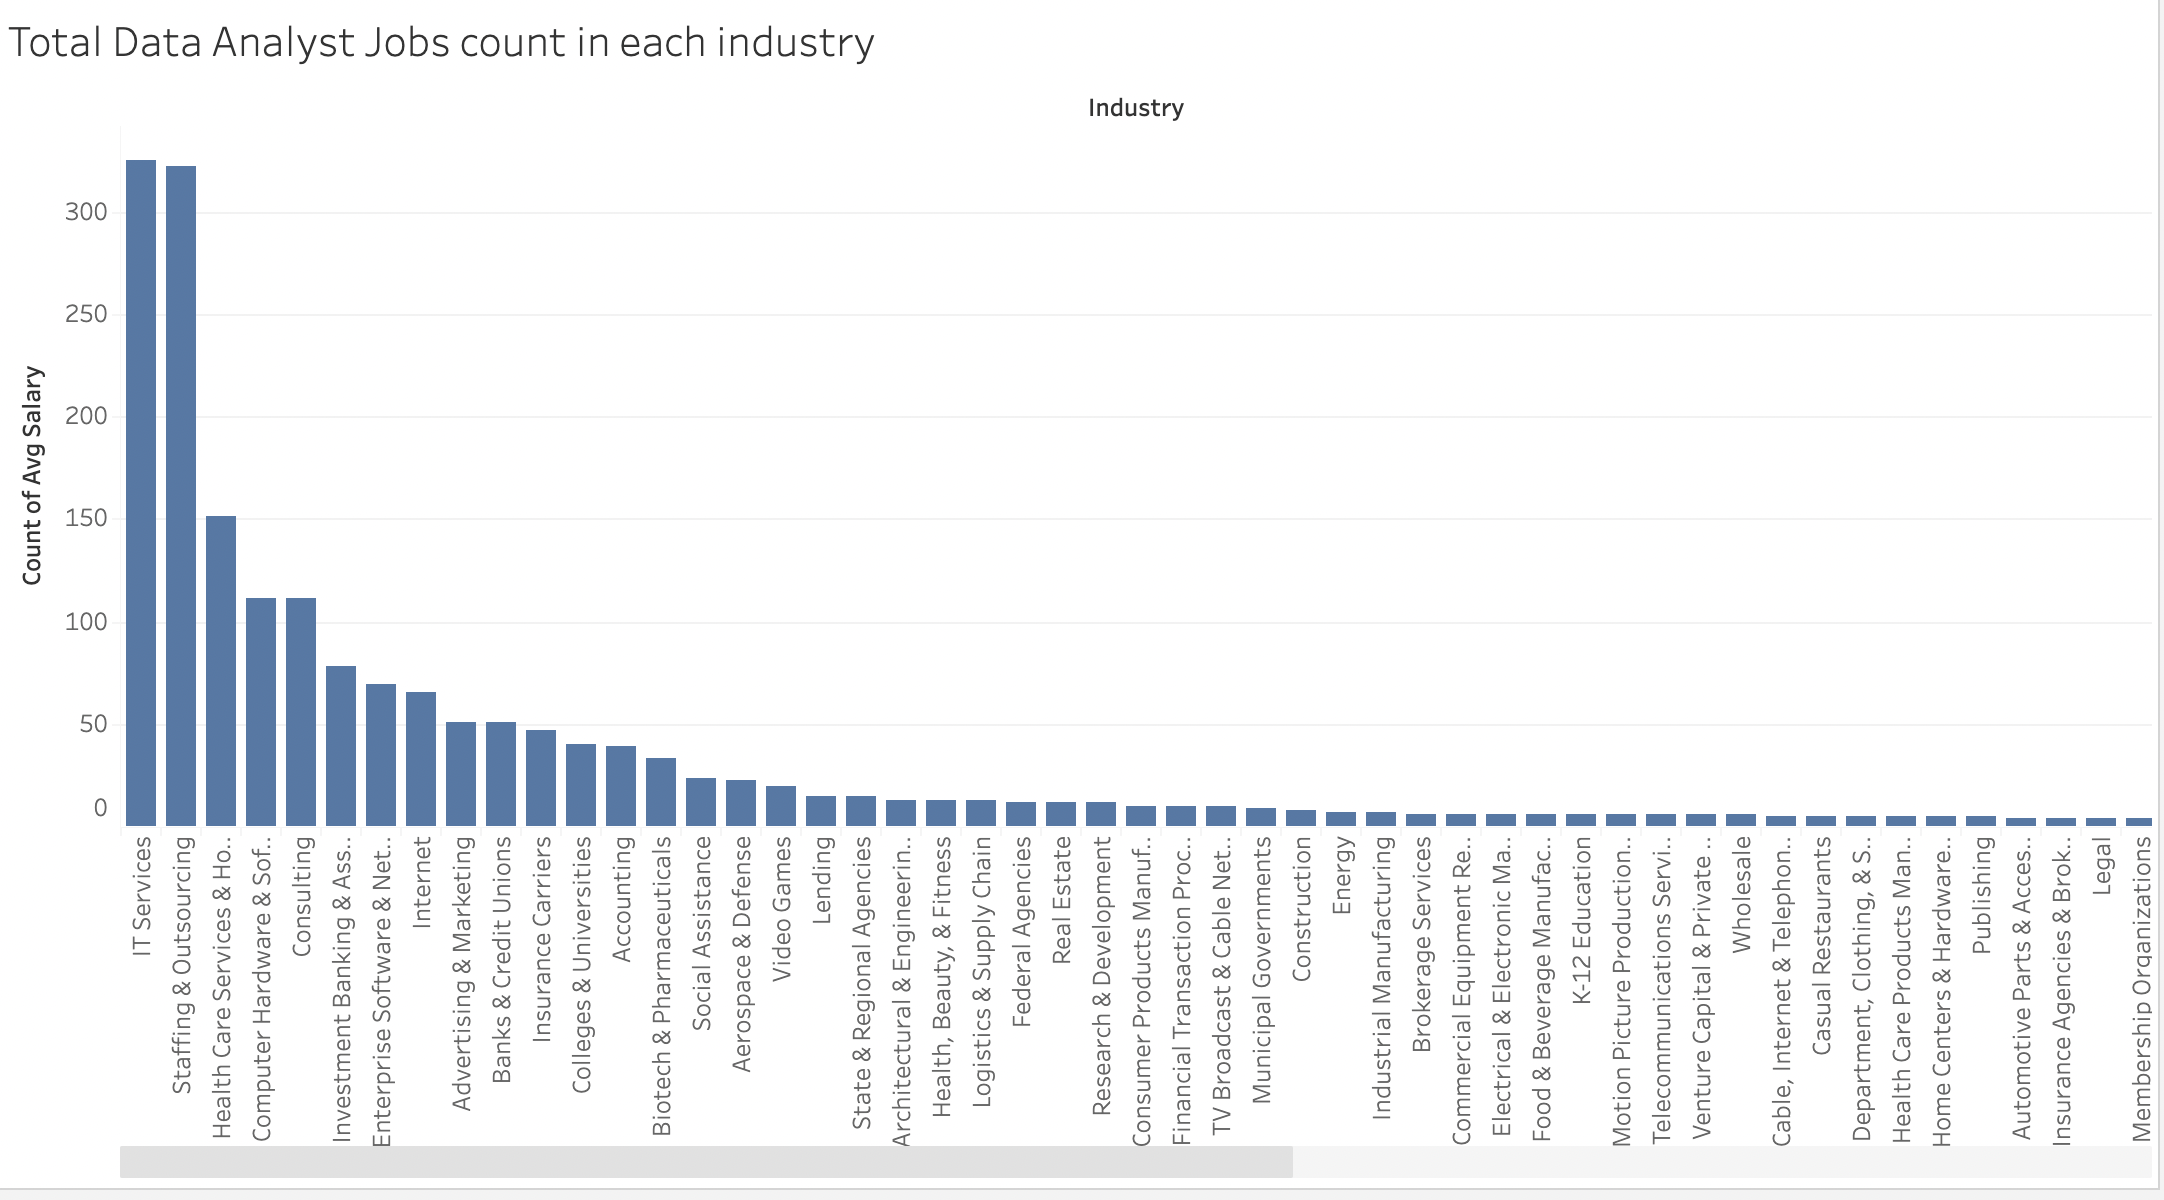 Total Data Analyst Jobs count in each industry
Industry
Count of Avg Salary
300
250
200
150
100
50
0
IT Services
Staffing & Outsourcing
Health Care Services & Ho..
Computer Hardware & Sof..
Consulting
Investment Banking & Ass..
Enterprise Software & Net..
Internet
Advertising & Marketing
Banks & Credit Unions
Insurance Carriers
Colleges & Universities
Accounting
Biotech & Pharmaceuticals
Social Assistance
Aerospace & Defense
Video Games
Lending
State & Regional Agencies
Architectural & Engineerin..
Health, Beauty, & Fitness
Logistics & Supply Chain
Federal Agencies
Real Estate
Research & Development
Consumer Products Manuf..
Financial Transaction Proc..
TV Broadcast & Cable Net..
Municipal Governments
Construction
Energy
Industrial Manufacturing
Brokerage Services
Commercial Equipment Re..
Electrical & Electronic Ma..
Food & Beverage Manufac..
K-12 Education
Motion Picture Production..
Telecommunications Servi..
Venture Capital & Private ..
Wholesale
Cable, Internet & Telephon..
Casual Restaurants
Department, Clothing, & S..
Health Care Products Man..
Home Centers & Hardware..
Publishing
Automotive Parts & Acces..
Insurance Agencies & Brok..
Legal
Membership Organizations